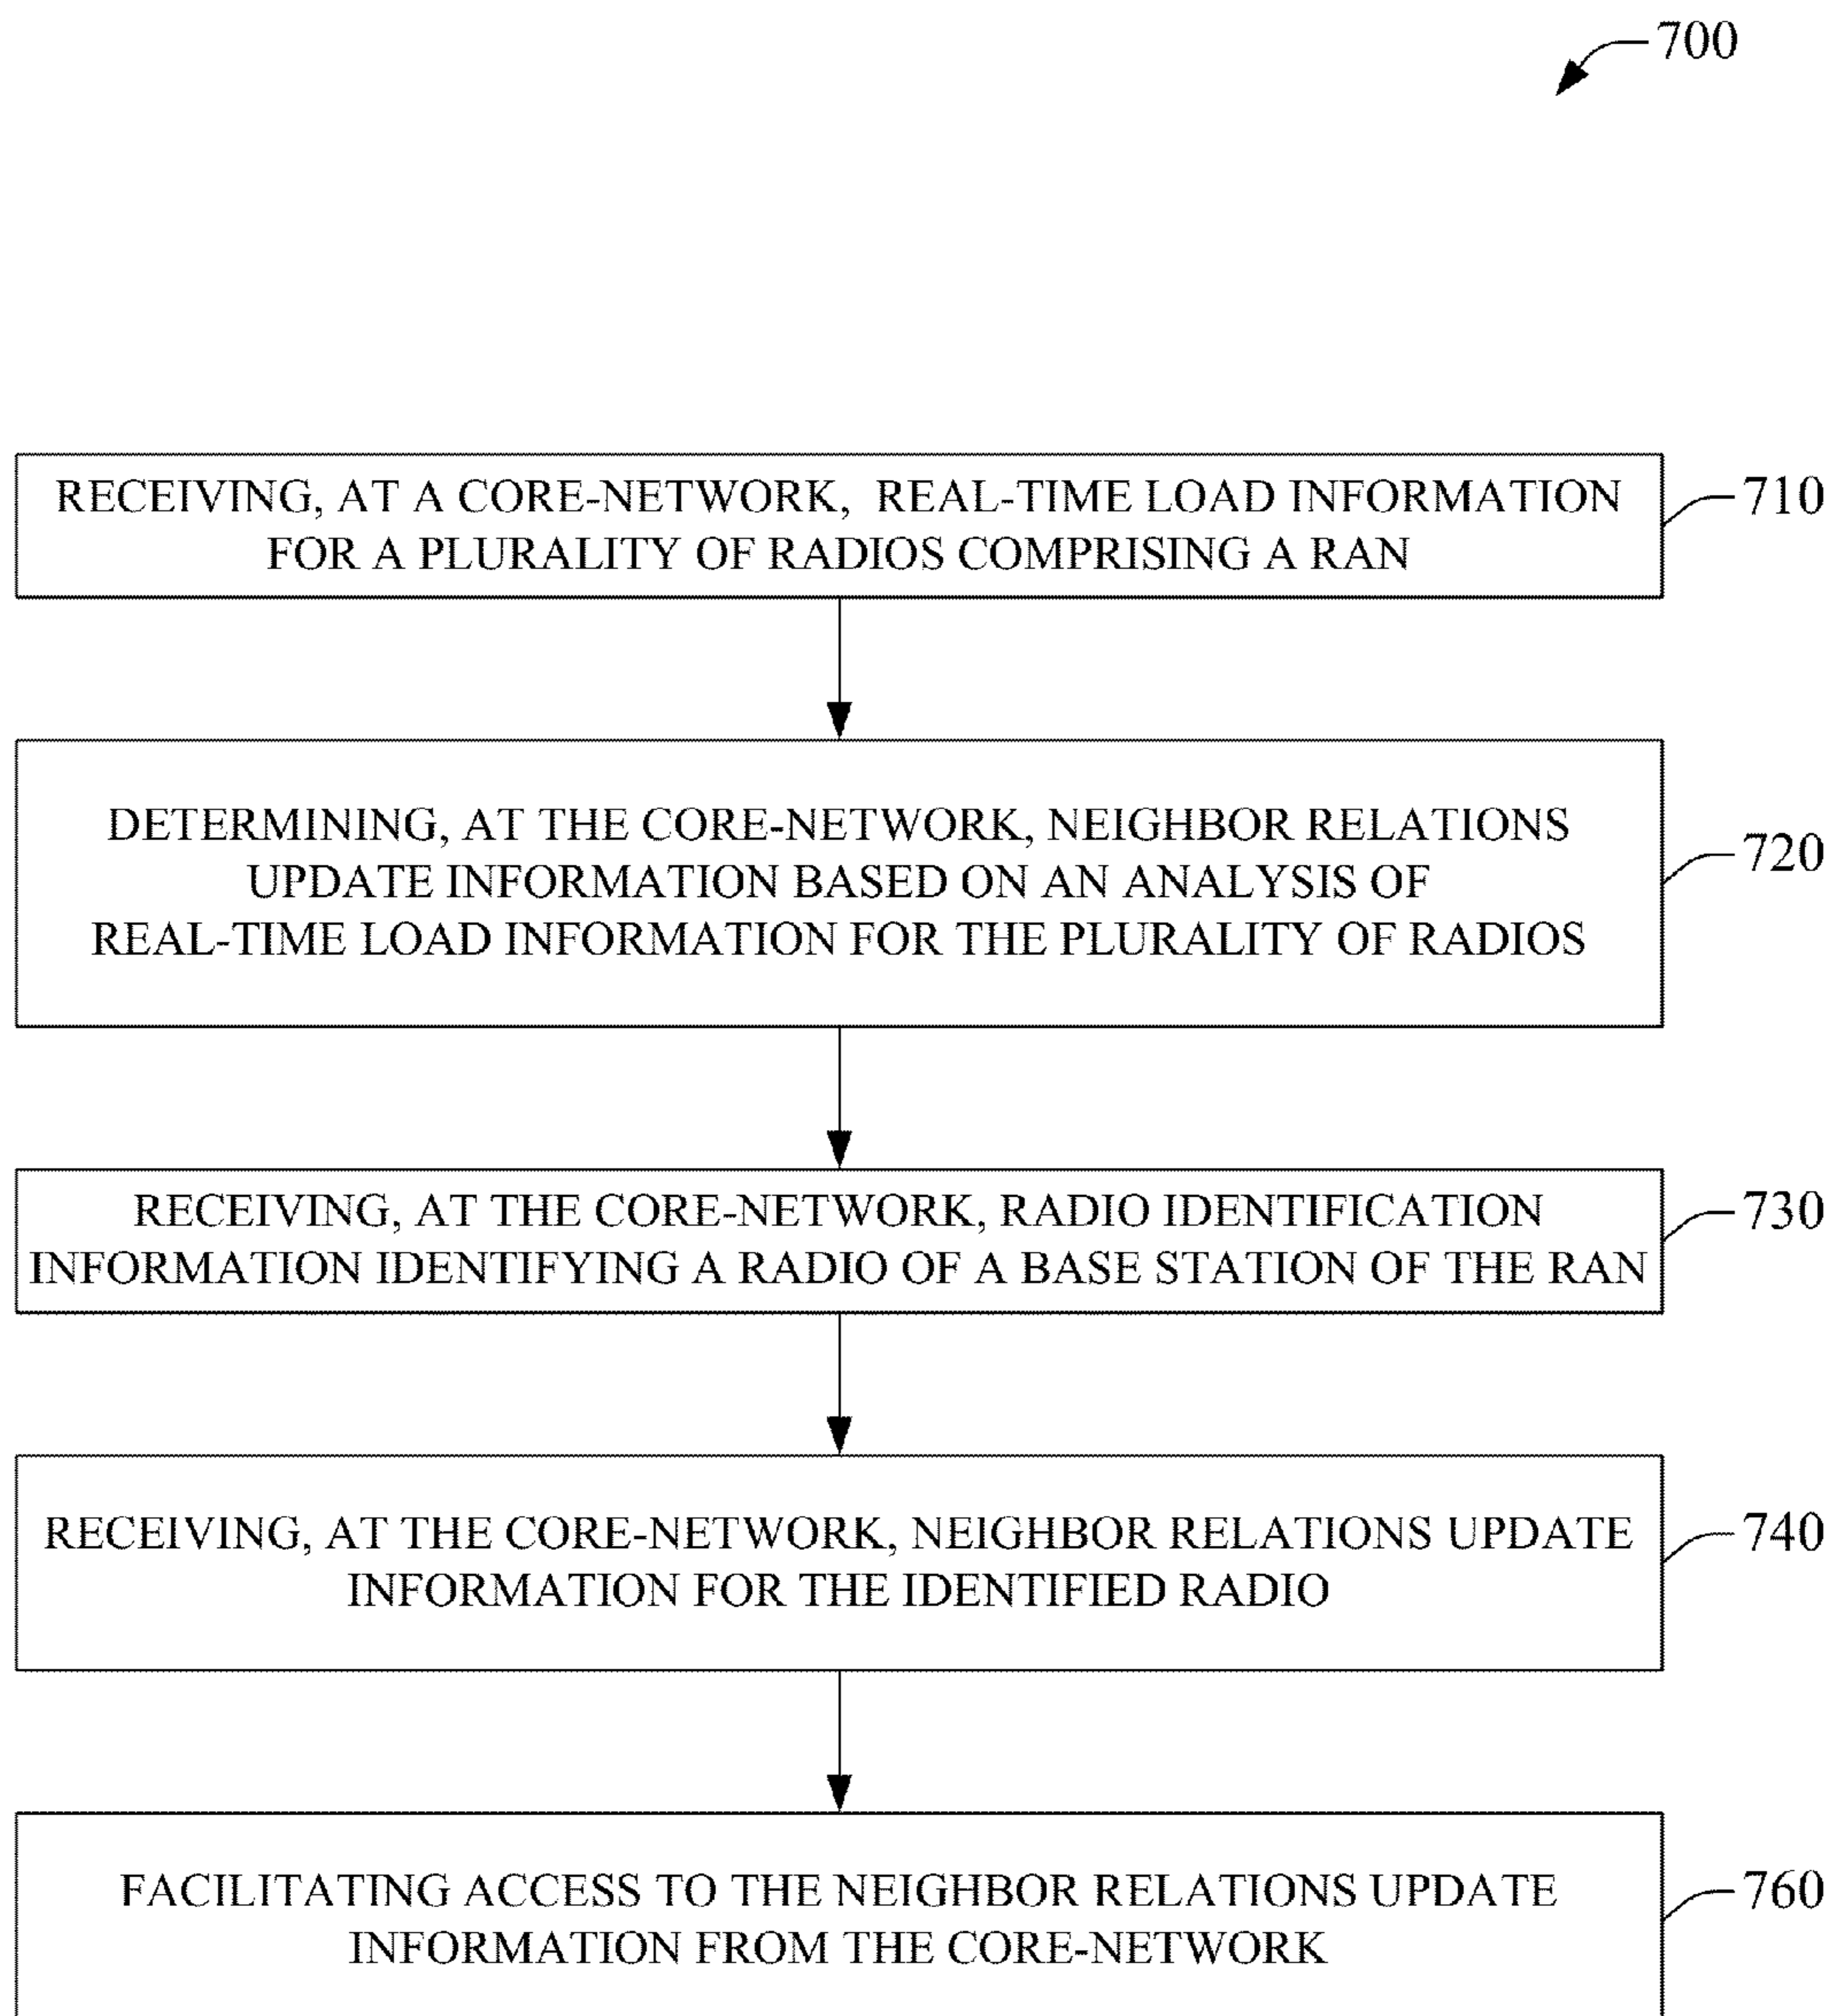 700
RECEIVING, AT A CORE-NETWORK, REAL-TIME LOAD INFORMATION
FOR A PLURALITY OF RADIOS COMPRISING A RAN
710
DETERMINING, AT THE CORE-NETWORK, NEIGHBOR RELATIONS
UPDATE INFORMATION BASED ON AN ANALYSIS OF
REAL-TIME LOAD INFORMATION FOR THE PLURALITY OF RADIOS
720
RECEIVING, AT THE CORE-NETWORK, RADIO IDENTIFICATION
INFORMATION IDENTIFYING A RADIO OF A BASE STATION OF THE RAN
730
RECEIVING, AT THE CORE-NETWORK, NEIGHBOR RELATIONS UPDATE
INFORMATION FOR THE IDENTIFIED RADIO
740
FACILITATING ACCESS TO THE NEIGHBOR RELATIONS UPDATE
INFORMATION FROM THE CORE-NETWORK
760